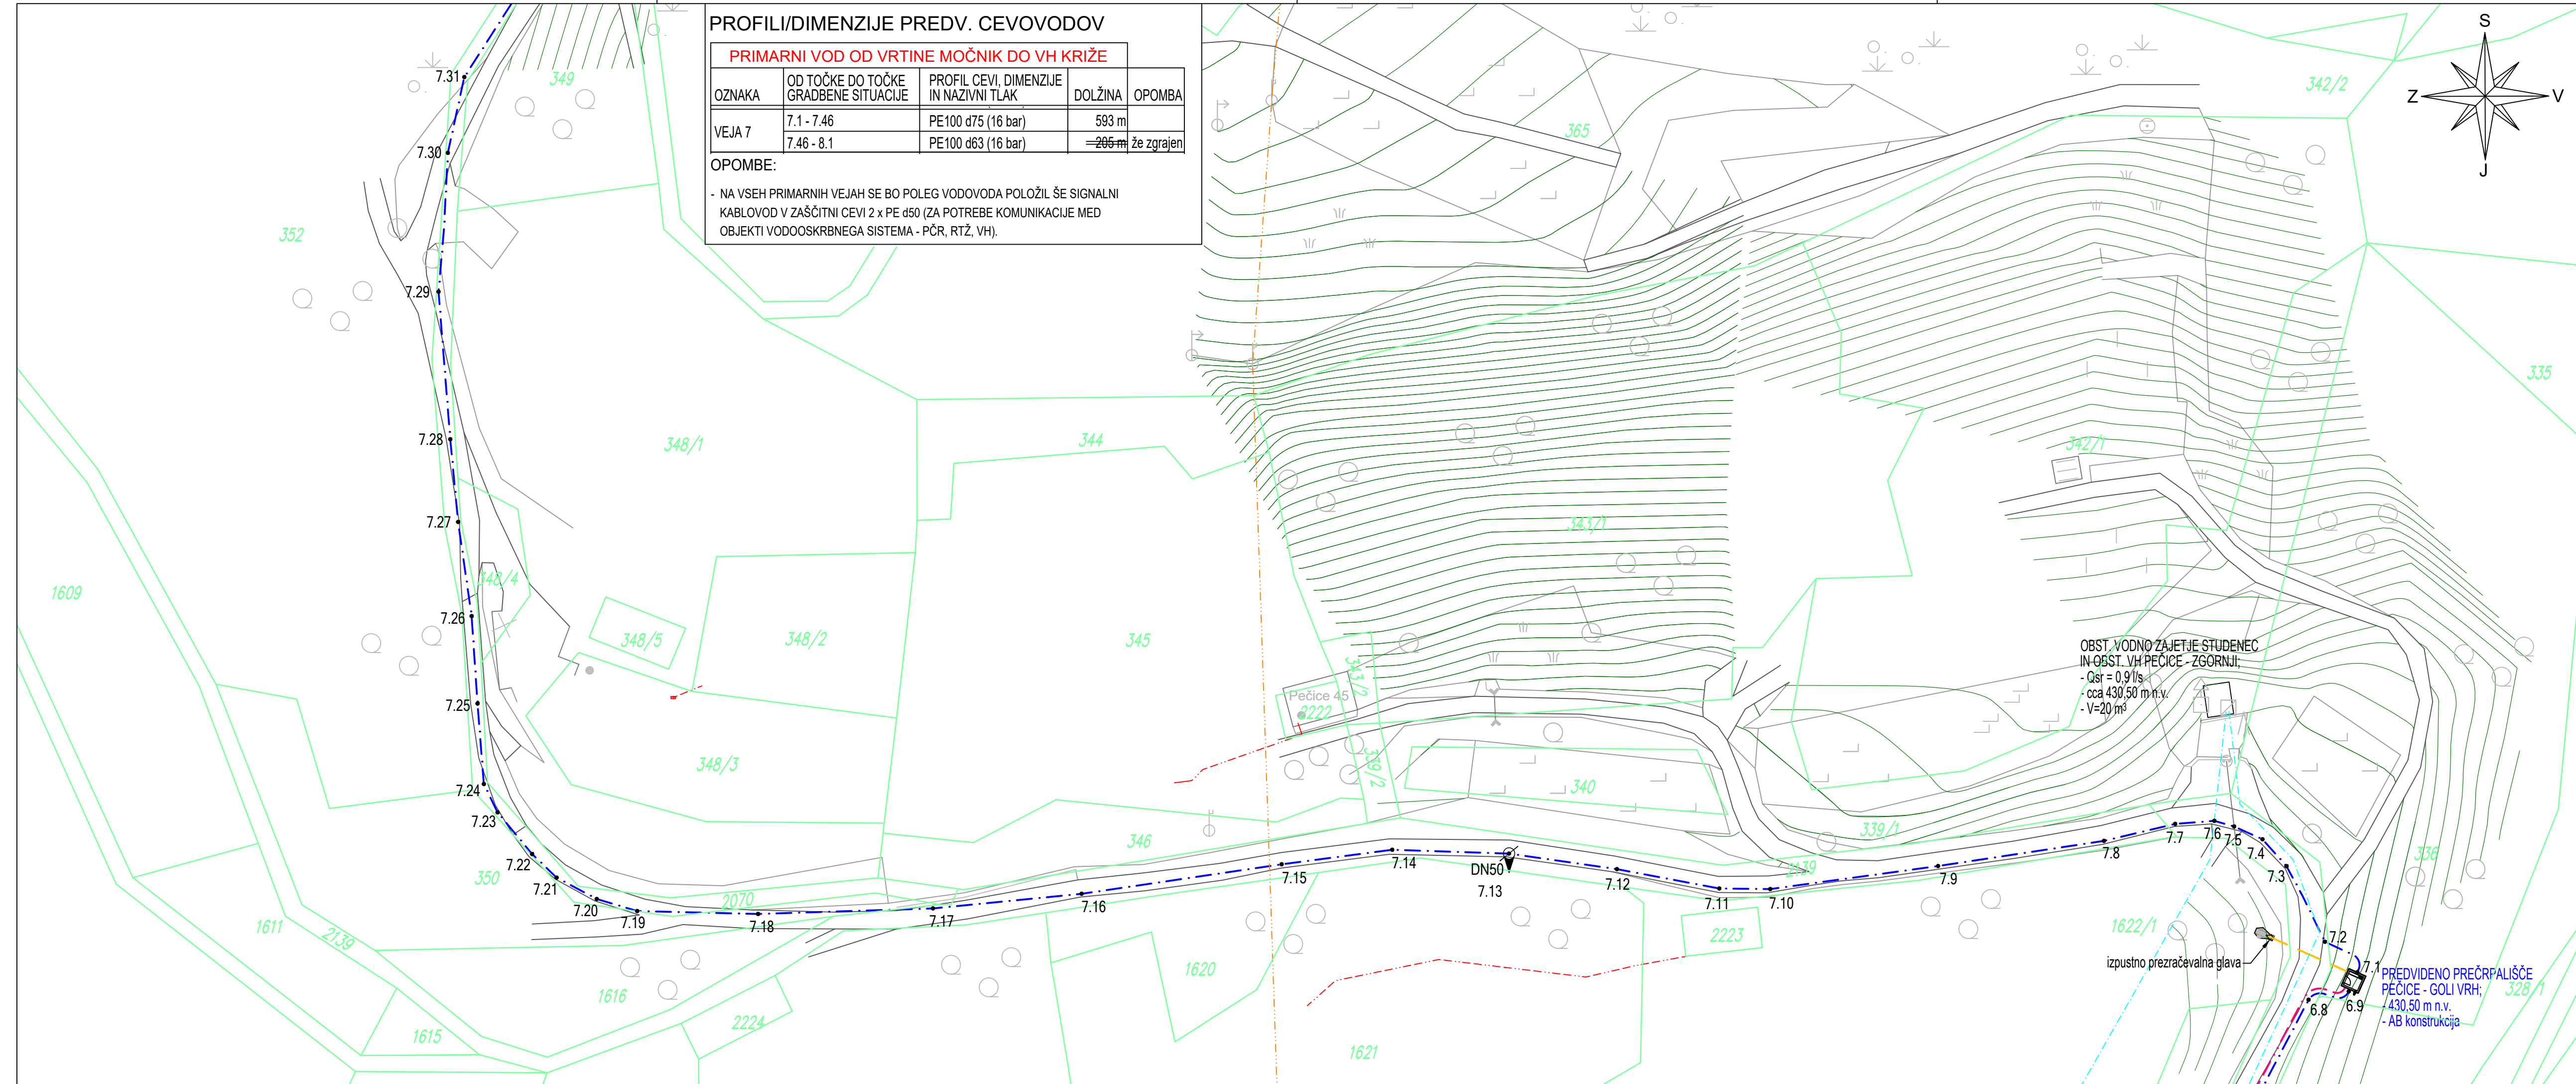 PROFILI/DIMENZIJE PREDV. CEVOVODOV
PRIMARNI VOD OD VRTINE MOČNIK DO VH KRIŽE
OZNAKA
OD TOČKE DO TOČKE
GRADBENE SITUACIJE
PROFIL CEVI, DIMENZIJE
IN NAZIVNI TLAK
DOLŽINA
OPOMBA
VEJA 7
7.1 - 7.46
PE100 d75 (16 bar)
593 m
7.46 - 8.1
PE100 d63 (16 bar)
205 m
že zgrajen
OPOMBE:
- NA VSEH PRIMARNIH VEJAH SE BO POLEG VODOVODA POLOŽIL ŠE SIGNALNI
KABLOVOD V ZAŠČITNI CEVI 2 x PE d50 (ZA POTREBE KOMUNIKACIJE MED
OBJEKTI VODOOSKRBNEGA SISTEMA - PČR, RTŽ, VH).
S
Z
V
J
7.31
349
342/2
365
7.30
352
7.29
335
7.28
348/1
344
342/1
7.27
343/1
348/4
1609
7.26
348/5
348/2
345
343/2
OBST. VODNO ZAJETJE STUDENEC
IN OBST. VH PEČICE - ZGORNJI;
- Qsr = 0,9 l/s
- cca 430,50 m n.v.
- V=20 m³
Pečice 45
2222
7.25
348/3
339/2
340
7.24
7.23
346
339/1
7.22
350
7.21
7.20
7.19
2070
7.18
7.17
7.16
7.15
7.14
DN50
7.13
7.12
7.11
7.10
2139
7.9
7.8
7.7
7.6
7.5
7.4
7.3
336
1611
2139
2223
1622/1
7.2
izpustno prezračevalna glava
7.1
PREDVIDENO PREČRPALIŠČE
PEČICE - GOLI VRH;
- 430,50 m n.v.
- AB konstrukcija
328/1
6.8
6.9
1616
1620
2224
1615
1621